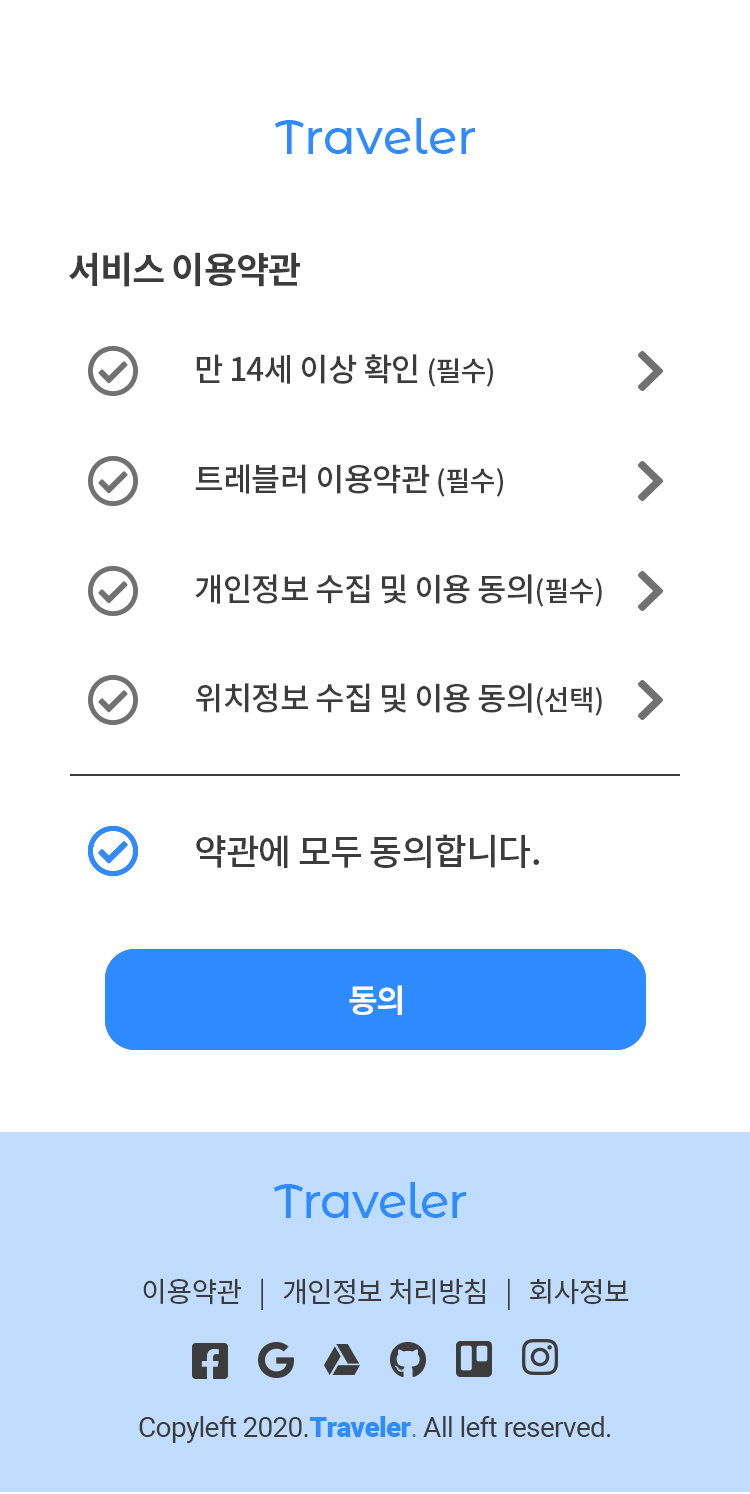 Traveler
서비스 이용약관
만 14세 이상 확인 (필수)
트레블러 이용약관 (필수)
개인정보 수집 및 이용 동의(필수)
위치정보 수집 및 이용 동의(선택)
약관에 모두 동의합니다.
동의
Traveler
이용약관 | 개인정보 처리방침 | 회사정보
Copyleft 2020.Traveler. All left reserved.